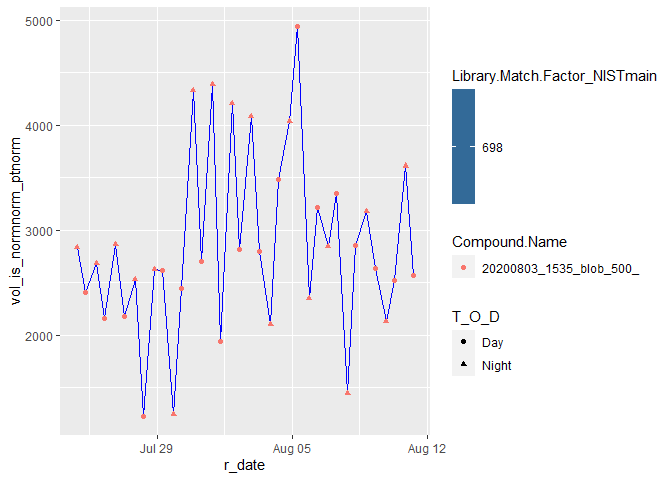 5000
4000
3000
2000
vol_is_normnorm_ptnorm
Jul 29
Aug 05
Aug 12
r_date
Library.Match.Factor_NISTmain
698
Compound.Name
20200803_1535_blob_500_
T_O_D
Day
Night